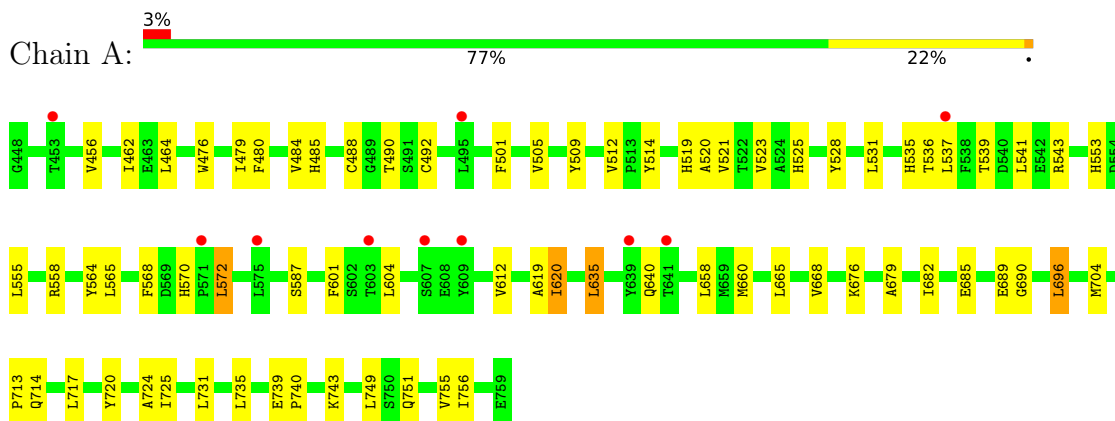 3%
Chain A:
77% 22% •
G448 T453 V456 I462 E463 L464 W476 I479 F480 V484 H485 C488 G489 T490 S491 C492 L495 F501 V505 Y509 V512 P513 Y514 H519 A520 V521 T522 V523 A524 H525 Y528 L531 H535 T536 L537 F538 T539 D540 L541 E542 R543 H553 D554
L555 R558 Y564 L565 F568 D569 H570 P571 L572 L575 S587 F601 S602 T603 L604 S607 E608 Y609 V612 A619 I620 L635 Y639 Q640 T641 L658 M659 M660 L665 V668 K676 A679 I682 E685 E689 G690 L696 M704
P713 Q714 L717 Y720 A724 I725 L731 L735 E739 P740 K743 L749 S750 Q751 V755 I756 E759